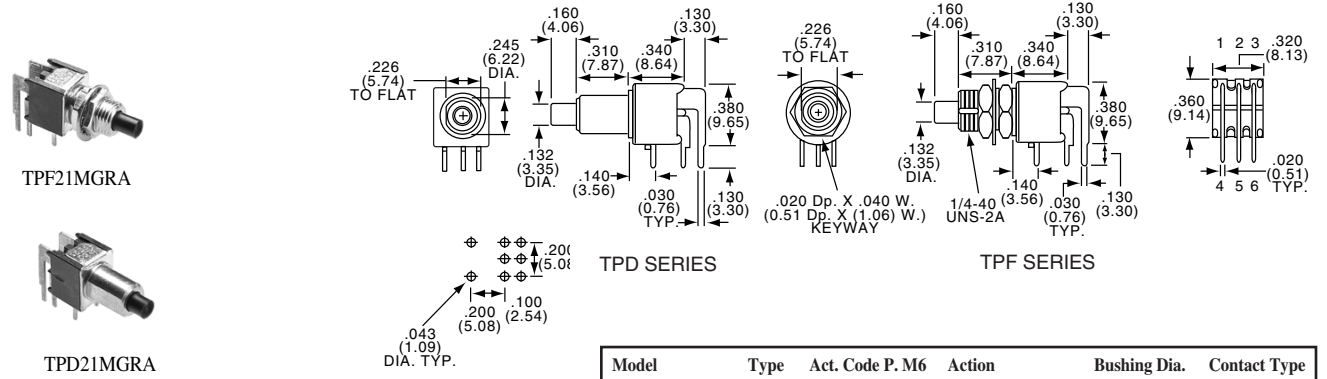 TPF21MGRA
TPD21MGRA
.226
(5.74)
TO FLAT
.245
(6.22)
DIA.
.160
(4.06)
.310
(7.87)
.340
(8.64)
.130
(3.30)
.380
(9.65)
.132
(3.35)
DIA.
.140
(3.56)
.030
(0.76)
TYP.
.130
(3.30)
TPD SERIES
.226
(5.74)
TO FLAT
.020 Dp. X .040 W.
(0.51 Dp. X (1.06) W.)
KEYWAY
.160
(4.06)
.310
(7.87)
.340
(8.64)
.130
(3.30)
.380
(9.65)
.132
(3.35)
DIA.
1/4-40
UNS-2A
.140
(3.56)
.030
(0.76)
TYP.
.130
(3.30)
TPF SERIES
1 2 3
.320
(8.13)
.360
(9.14)
.020
(0.51)
TYP.
4 5 6
.200
(5.08
.200
(5.08)
.100
(2.54)
.043
(1.09)
DIA. TYP.
Model Type Act. Code P. M6 Action Bushing Dia. Contact Type